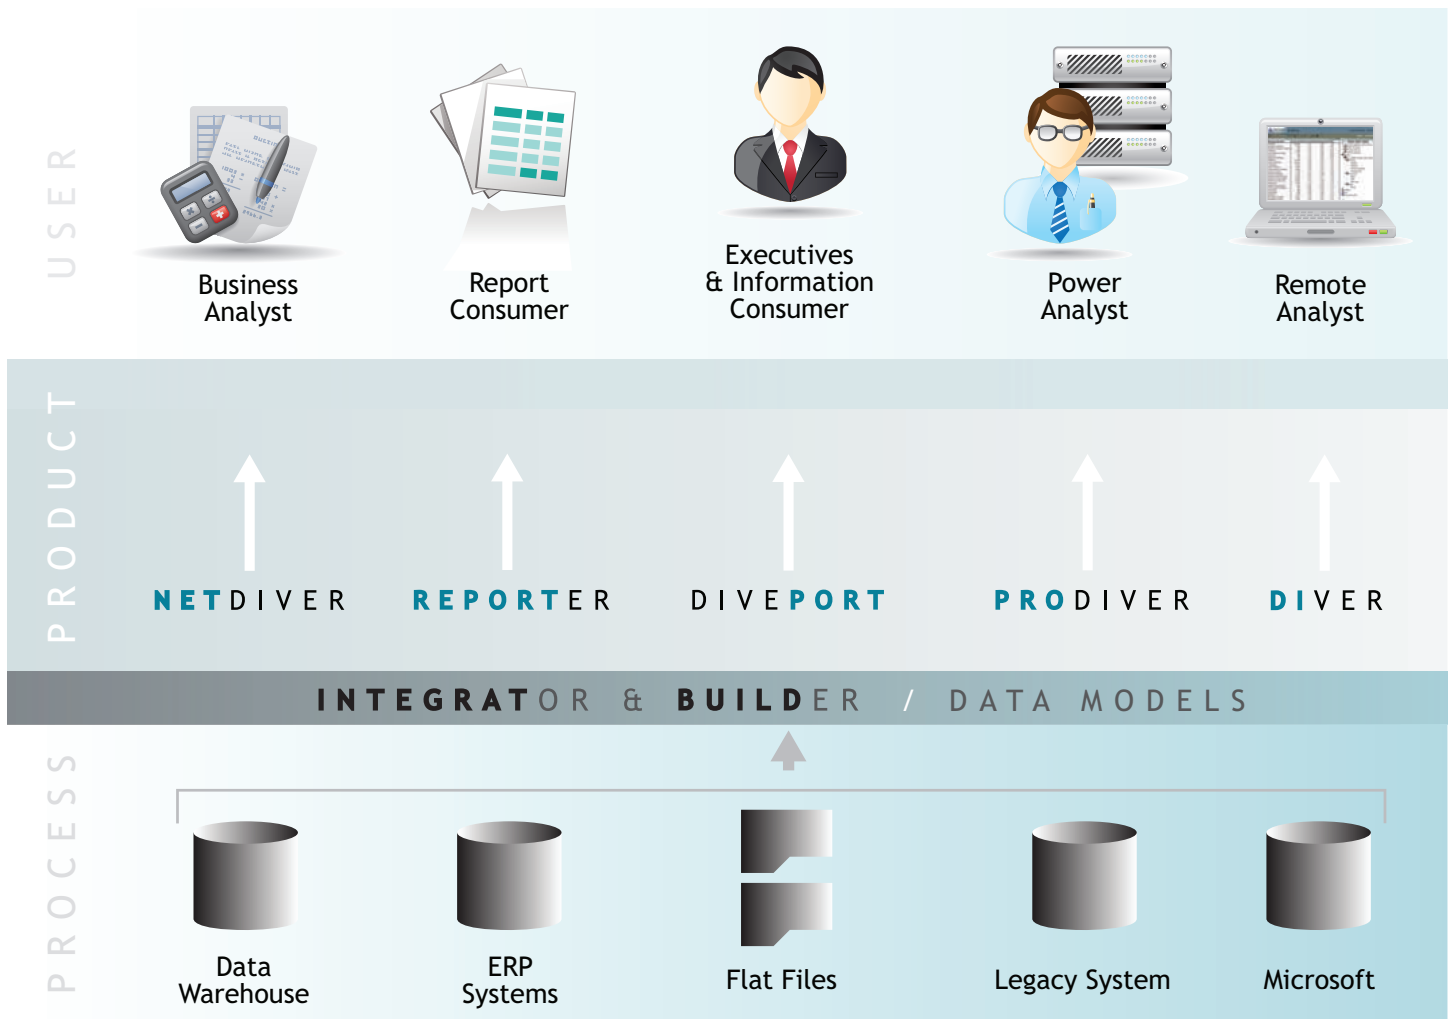 USER
Business
Analyst
Report
Consumer
Executives
& Information
Consumer
Power
Analyst
Remote
Analyst
PRODUCT
NETDIVER
REPORTER
DIVEPORT
PRODIVER
DIVER
INTEGRATOR & BUILDER / DATA MODELS
PROCESS
Data
Warehouse
ERP
Systems
Flat Files
Legacy System
Microsoft